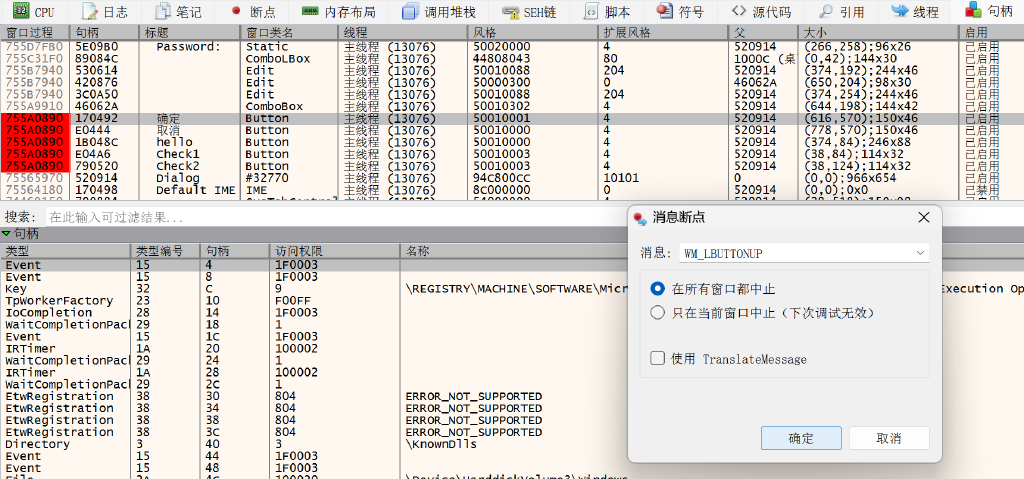 CPU 日志 笔记 断点 内存布局 调用堆栈 SEH链 脚本 符号 源代码 引用 线程 句柄
窗口过程 句柄 标题 窗口类名 线程 风格 扩展风格 父 大小 启用
755D7FB0 5E09B0 Password: Static 主线程 (13076) 50020000 4 520914 (266,258);96x26 已启用
755C31F0 89084C ComboLBox 主线程 (13076) 44808043 80 1000C (桌 (0,42);144x30 已启用
755B7940 530614 Edit 主线程 (13076) 50010088 204 520914 (374,192);244x46 已启用
755B7940 420876 Edit 主线程 (13076) 50000300 0 46062A (650,204);98x30 已启用
755B7940 3C0A50 Edit 主线程 (13076) 50010088 204 520914 (374,254);244x46 已启用
755A9910 46062A ComboBox 主线程 (13076) 50010302 4 520914 (644,198);144x42 已启用
755A0890 170492 确定 Button 主线程 (13076) 50010001 4 520914 (616,570);150x46 已启用
755A0890 E0444 取消 Button 主线程 (13076) 50010000 4 520914 (778,570);150x46 已启用
755A0890 1B048C hello Button 主线程 (13076) 50010000 4 520914 (374,84);246x88 已启用
755A0890 E04A6 Check1 Button 主线程 (13076) 50010003 4 520914 (38,84);114x32 已启用
755A0890 790520 Check2 Button 主线程 (13076) 50010003 4 520914 (38,124);114x32 已启用
75565970 520914 Dialog #32770 主线程 (13076) 94C800CC 10101 0 (0,0);966x654 已启用
75564180 170498 Default IME IME 主线程 (13076) 8C000000 0 520914 (0,0);0x0 已禁用
搜索: 在此输入可过滤结果...
句柄
类型 类型编号 句柄 访问权限 名称
Event 15 4 1F0003
Event 15 8 1F0003
Key 32 C 9 \REGISTRY\MACHINE\SOFTWARE\Micr Execution Op
TpWorkerFactory 23 10 F00FF
IoCompletion 28 14 1F0003
WaitCompletionPack 29 18 1
Event 15 1C 1F0003
IRTimer 1A 20 100002
WaitCompletionPack 29 24 1
IRTimer 1A 28 100002
WaitCompletionPack 29 2C 1
EtwRegistration 38 30 804 ERROR_NOT_SUPPORTED
EtwRegistration 38 34 804 ERROR_NOT_SUPPORTED
EtwRegistration 38 38 804 ERROR_NOT_SUPPORTED
EtwRegistration 38 3C 804 ERROR_NOT_SUPPORTED
Directory 3 40 3 \KnownDlls
Event 15 44 1F0003
Event 15 48 1F0003
消息断点
消息: WM_LBUTTONUP
在所有窗口都中止
只在当前窗口中止（下次调试无效）
使用 TranslateMessage
确定 取消